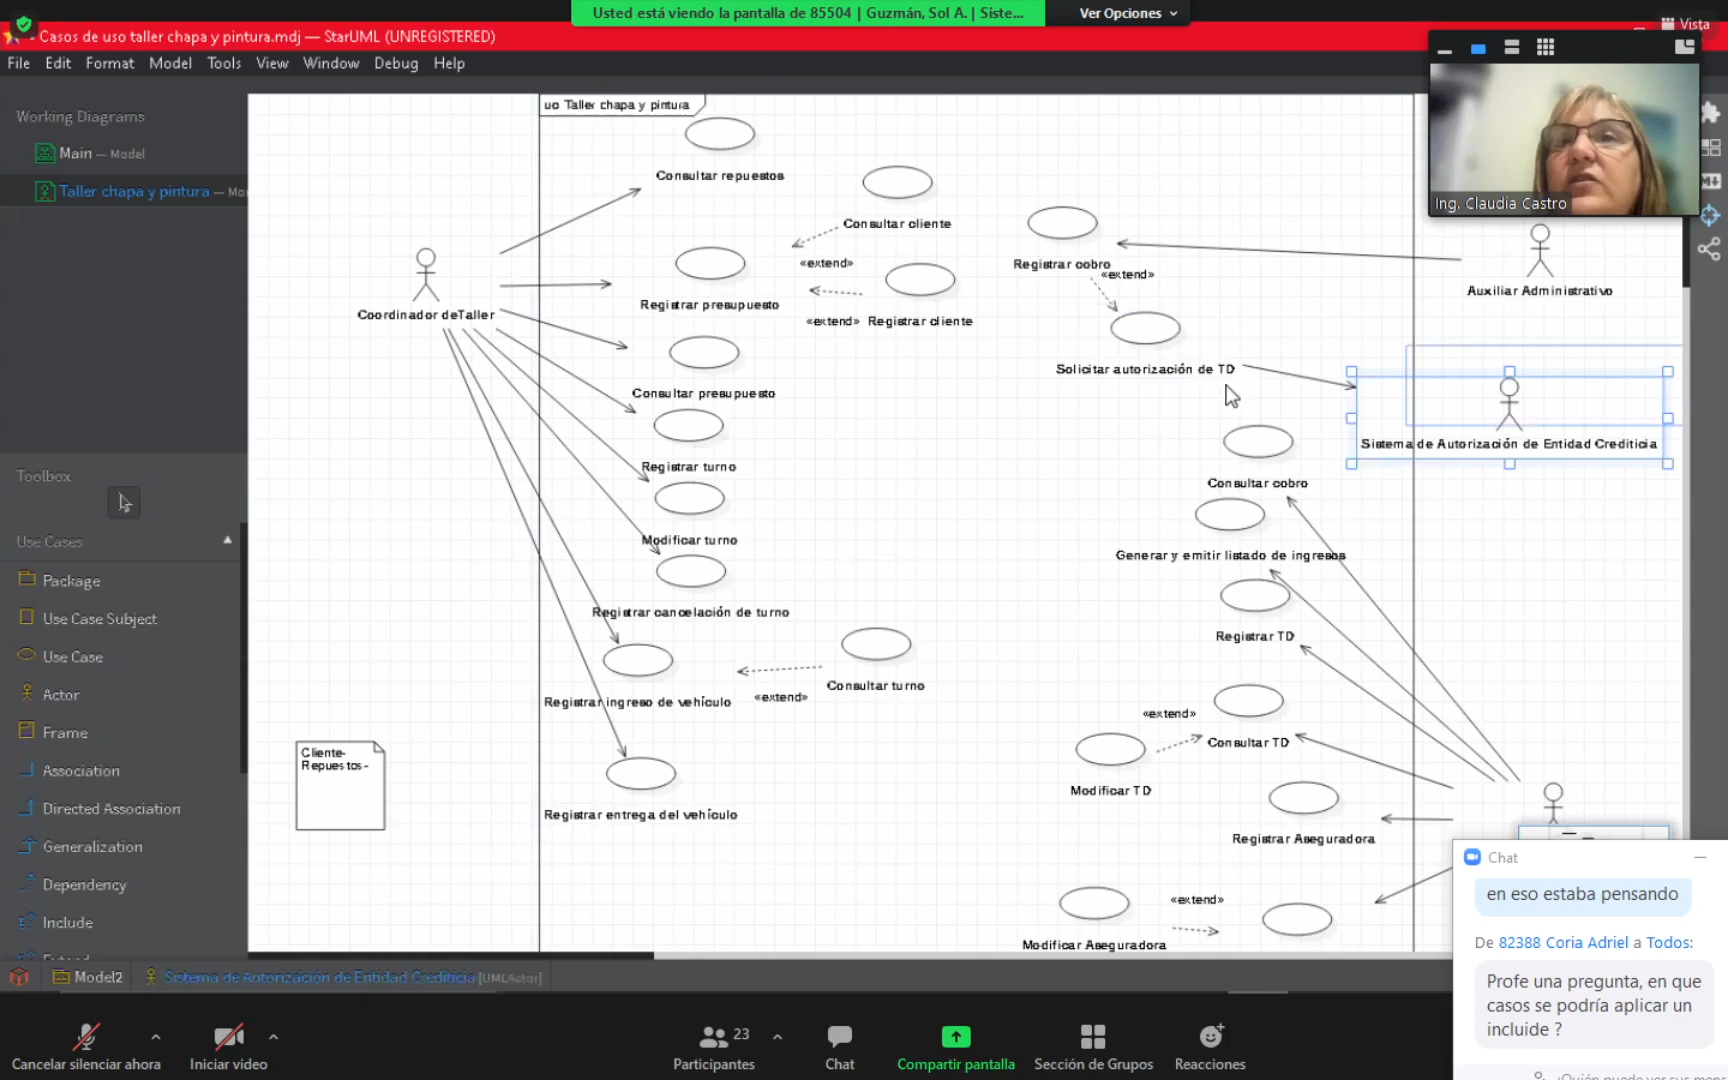 Usted está viendo la pantalla de 85504 | Guzmán, Sol A. | Siste...
Ver Opciones
Vista
Casos de uso taller chapa y pintura.mdj — StarUML (UNREGISTERED)
File Edit Format Model Tools View Window Debug Help
Working Diagrams
Main — Model
Taller chapa y pintura — Mo
Toolbox
Use Cases
Package
Use Case Subject
Use Case
Actor
Frame
Association
Directed Association
Generalization
Dependency
Include
Extend
uc Taller chapa y pintura
Consultar repuestos
Consultar cliente
«extend»
Registrar presupuesto
«extend»
Registrar cliente
Coordinador deTaller
Consultar presupuesto
Registrar turno
Modificar turno
Registrar cancelación de turno
Registrar ingreso de vehículo
«extend»
Consultar turno
Registrar entrega del vehículo
Cliente-
Repuestos-
Registrar cobro
«extend»
Solicitar autorización de TD
Consultar cobro
Generar y emitir listado de ingresos
Registrar TD
«extend»
Consultar TD
Modificar TD
Registrar Aseguradora
«extend»
Modificar Aseguradora
Auxiliar Administrativo
Sistema de Autorización de Entidad Crediticia
Ing. Claudia Castro
Chat
en eso estaba pensando
De 82388 Coria Adriel a Todos:
Profe una pregunta, en que
casos se podría aplicar un
incluide ?
Model2
Sistema de Autorización de Entidad Crediticia [UMLActor]
Cancelar silenciar ahora
Iniciar video
23
Participantes
Chat
Compartir pantalla
Sección de Grupos
Reacciones